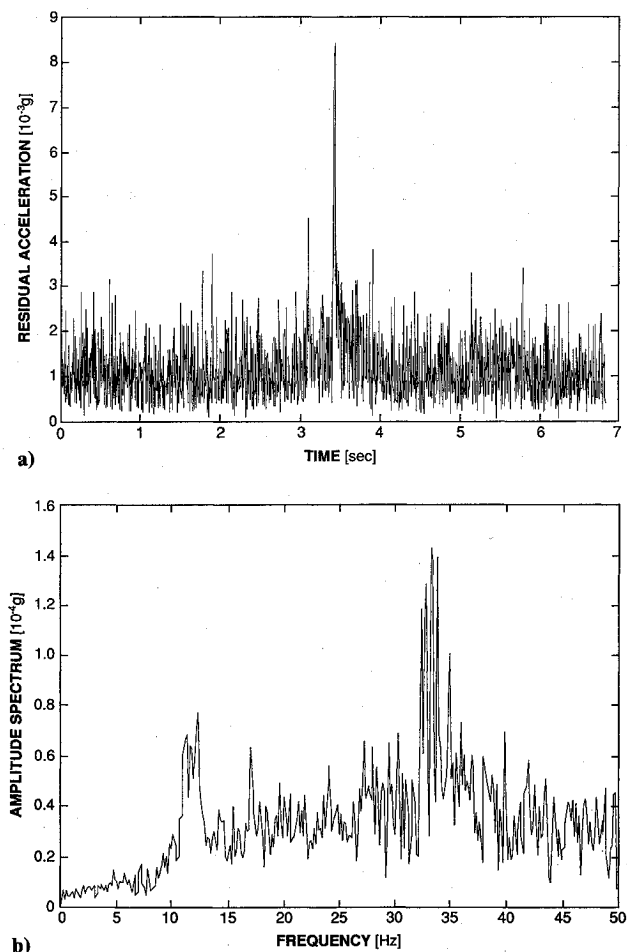 9
8
7
6
5
4
3
2
1
0
RESIDUAL ACCELERATION [10⁻³g]
0 1 2 3 4 5 6 7
TIME [sec]
a)
1.6
1.4
1.2
1.0
0.8
0.6
0.4
0.2
0
AMPLITUDE SPECTRUM [10⁻⁴g]
0 5 10 15 20 25 30 35 40 45 50
FREQUENCY [Hz]
b)